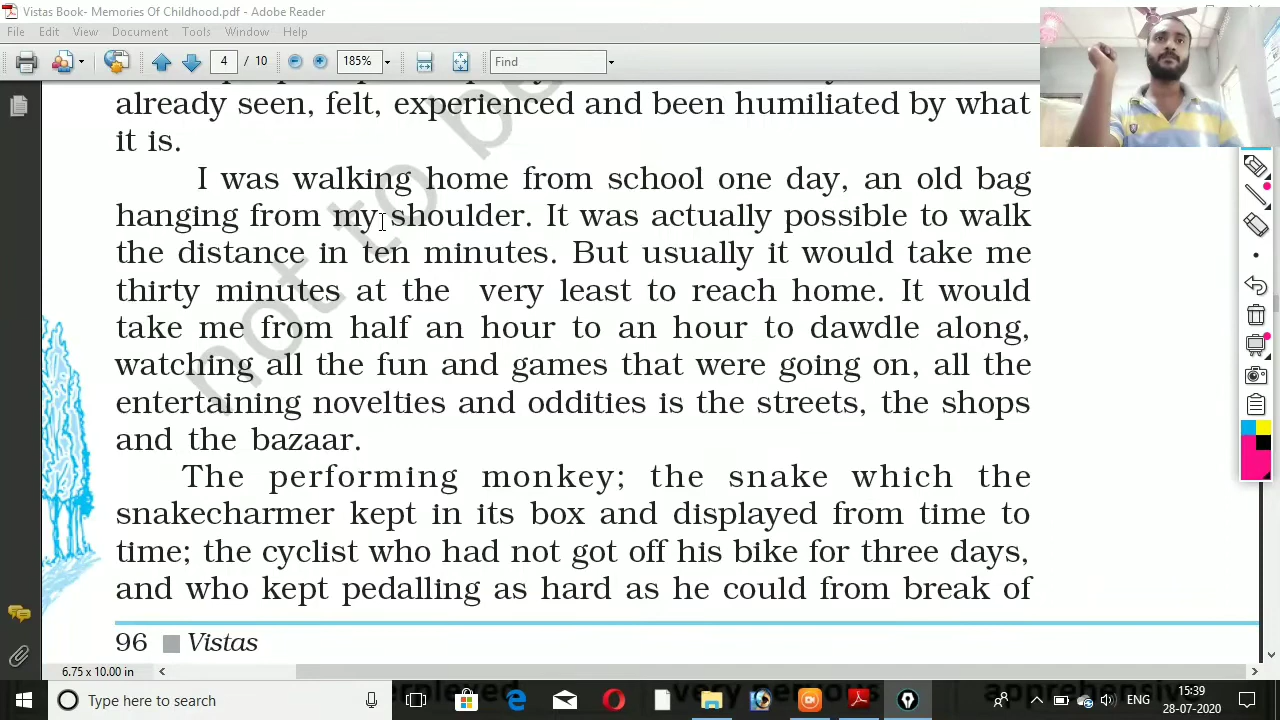 Vistas Book- Memories Of Childhood.pdf - Adobe Reader
File Edit View Document Tools Window Help
4 / 10 185% Find
already seen, felt, experienced and been humiliated by what
it is.
I was walking home from school one day, an old bag
hanging from my shoulder. It was actually possible to walk
the distance in ten minutes. But usually it would take me
thirty minutes at the very least to reach home. It would
take me from half an hour to an hour to dawdle along,
watching all the fun and games that were going on, all the
entertaining novelties and oddities is the streets, the shops
and the bazaar.
The performing monkey; the snake which the
snakecharmer kept in its box and displayed from time to
time; the cyclist who had not got off his bike for three days,
and who kept pedalling as hard as he could from break of
not to be
96 Vistas
6.75 x 10.00 in
very nervous
Type here to search
ENG
15:39
28-07-2020